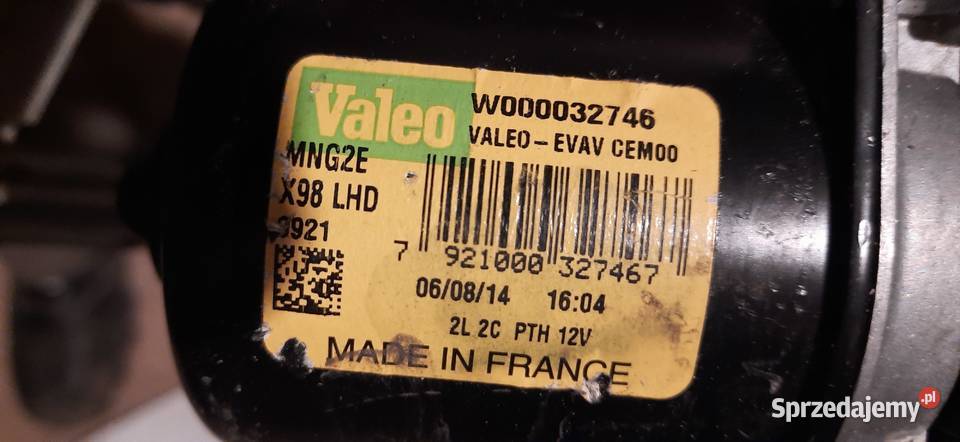 Valeo
W000032746
VALEO-EVAV CEM00
MNG2E
X98 LHD
7 921000 327467
06/08/14 16:04
2L 2C PTH 12V
MADE IN FRANCE
Sprzedajemy.pl